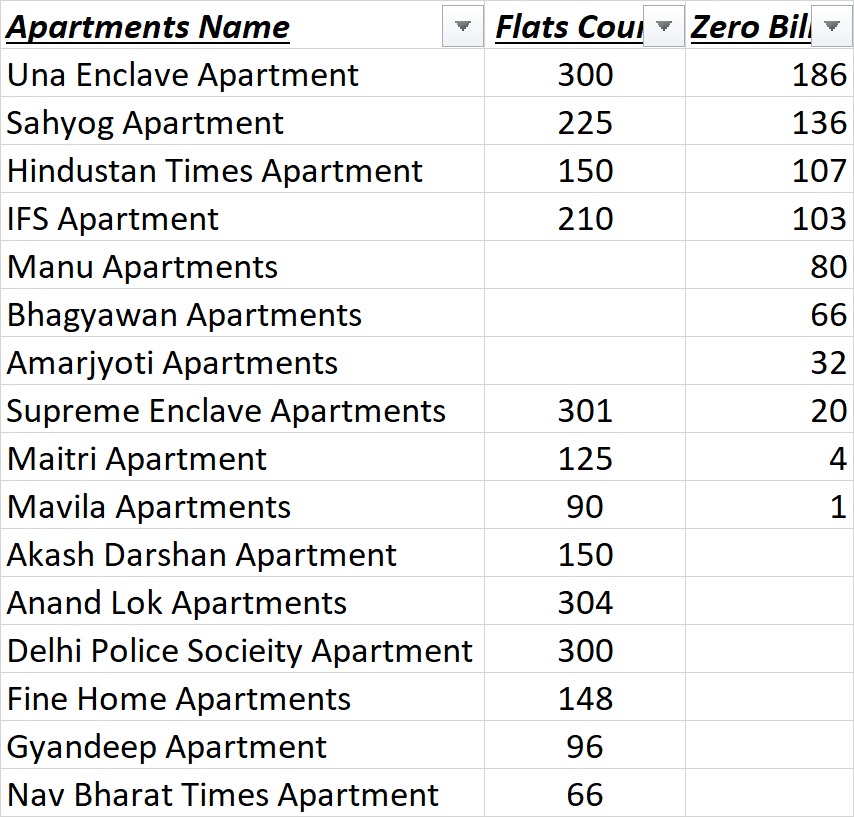 Apartments Name Flats Cour Zero Bil
Una Enclave Apartment 300 186
Sahyog Apartment 225 136
Hindustan Times Apartment 150 107
IFS Apartment 210 103
Manu Apartments 80
Bhagyawan Apartments 66
Amarjyoti Apartments 32
Supreme Enclave Apartments 301 20
Maitri Apartment 125 4
Mavila Apartments 90 1
Akash Darshan Apartment 150
Anand Lok Apartments 304
Delhi Police Socieity Apartment 300
Fine Home Apartments 148
Gyandeep Apartment 96
Nav Bharat Times Apartment 66